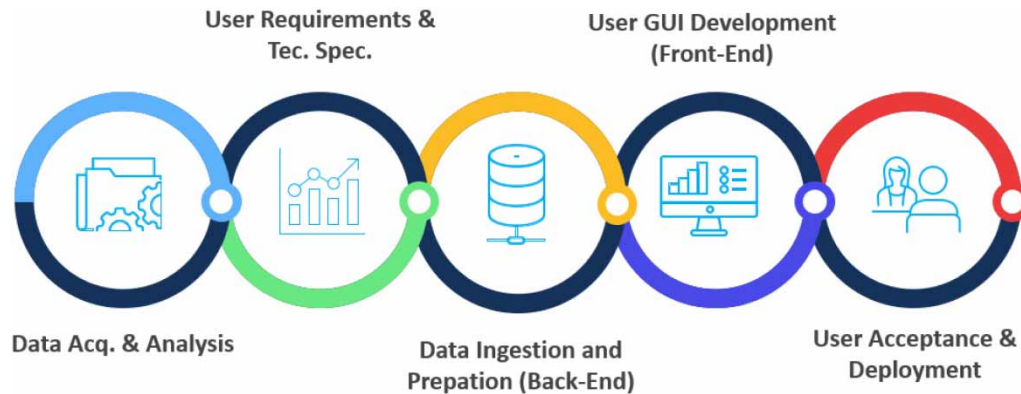 User Requirements &
Tec. Spec.
User GUI Development
(Front-End)
Data Acq. & Analysis
Data Ingestion and
Prepation (Back-End)
User Acceptance &
Deployment